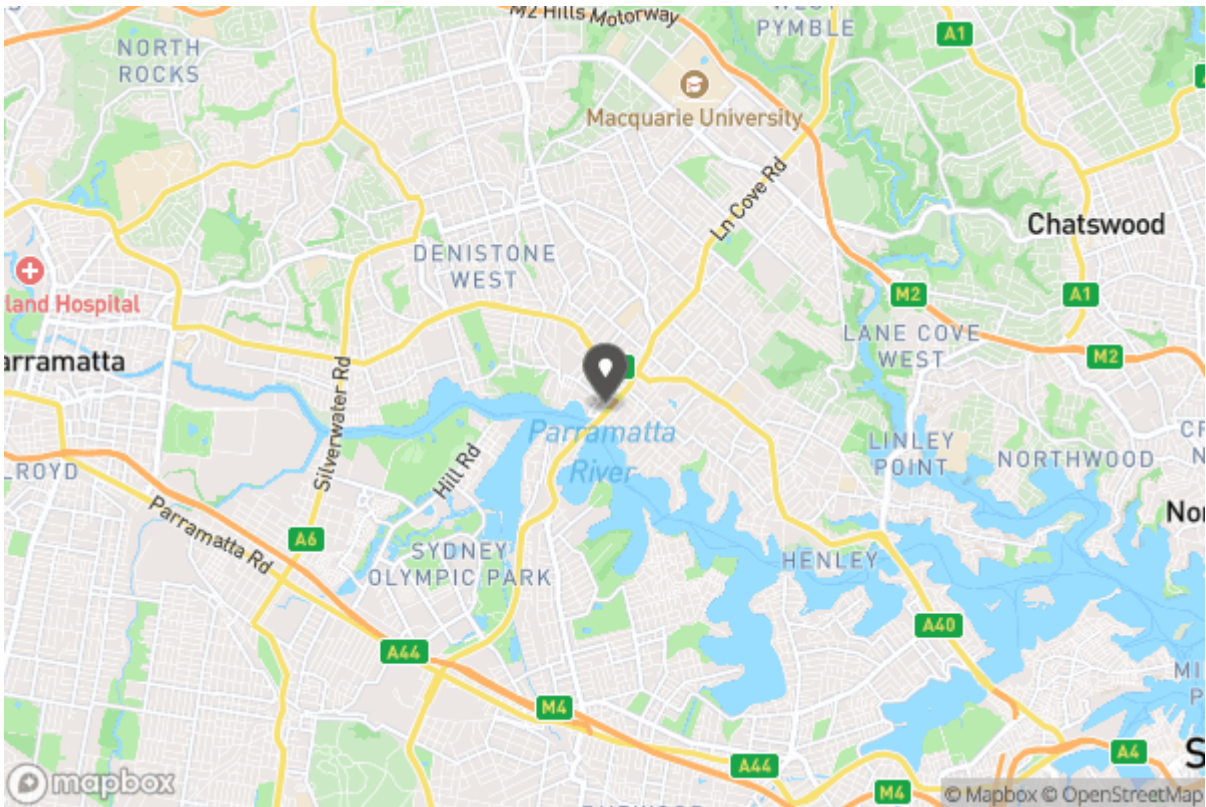 M2 Hills Motorway
WEST
PYMBLE
A1
NORTH
ROCKS
Macquarie University
Ln Cove Rd
Chatswood
DENISTONE
WEST
land Hospital
M2
A1
LANE COVE
WEST
M2
arramatta
Silverwater Rd
Parramatta
River
Hill Rd
LINLEY
POINT
NORTHWOOD
LROYD
Parramatta Rd
A6
SYDNEY
OLYMPIC PARK
HENLEY
A40
A44
M4
A44
A4
M4
mapbox
© Mapbox © OpenStreetMap